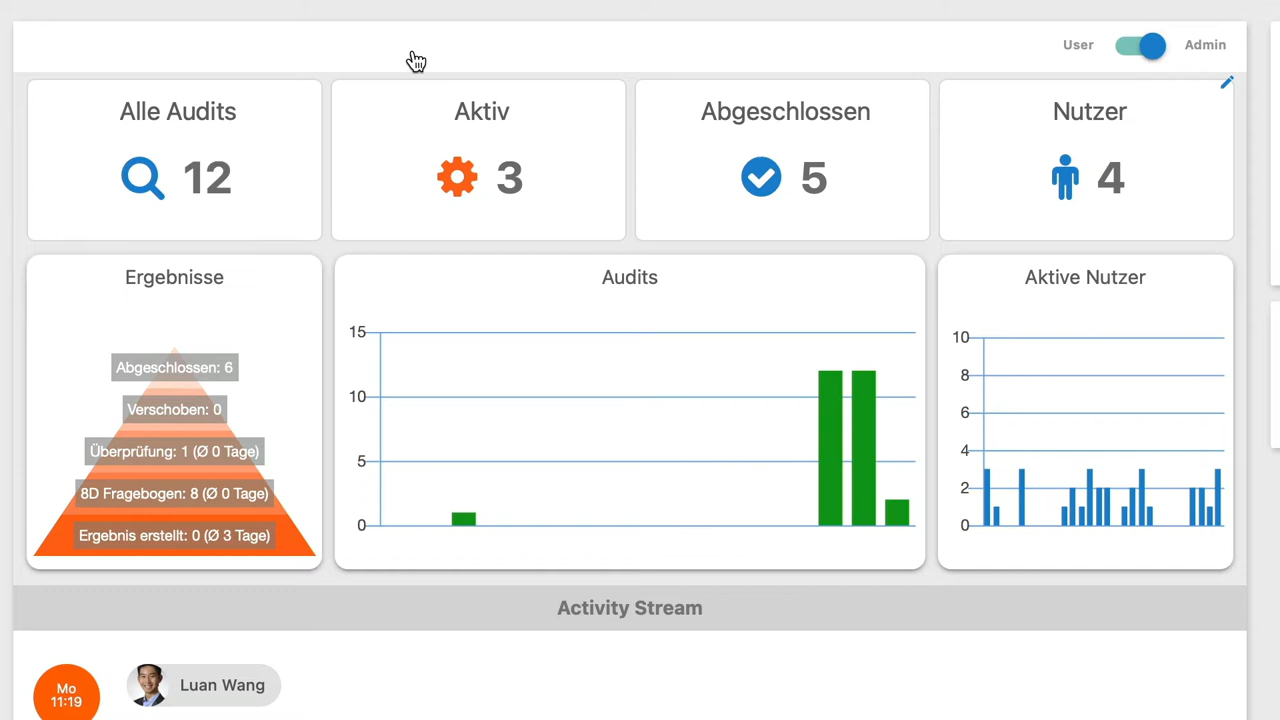 User Admin
Alle Audits
12
Aktiv
3
Abgeschlossen
5
Nutzer
4
Ergebnisse
Abgeschlossen: 6
Verschoben: 0
Überprüfung: 1 (Ø 0 Tage)
8D Fragebogen: 8 (Ø 0 Tage)
Ergebnis erstellt: 0 (Ø 3 Tage)
Audits
15
10
5
0
Aktive Nutzer
10
8
6
4
2
0
Activity Stream
Mo
11:19
Luan Wang